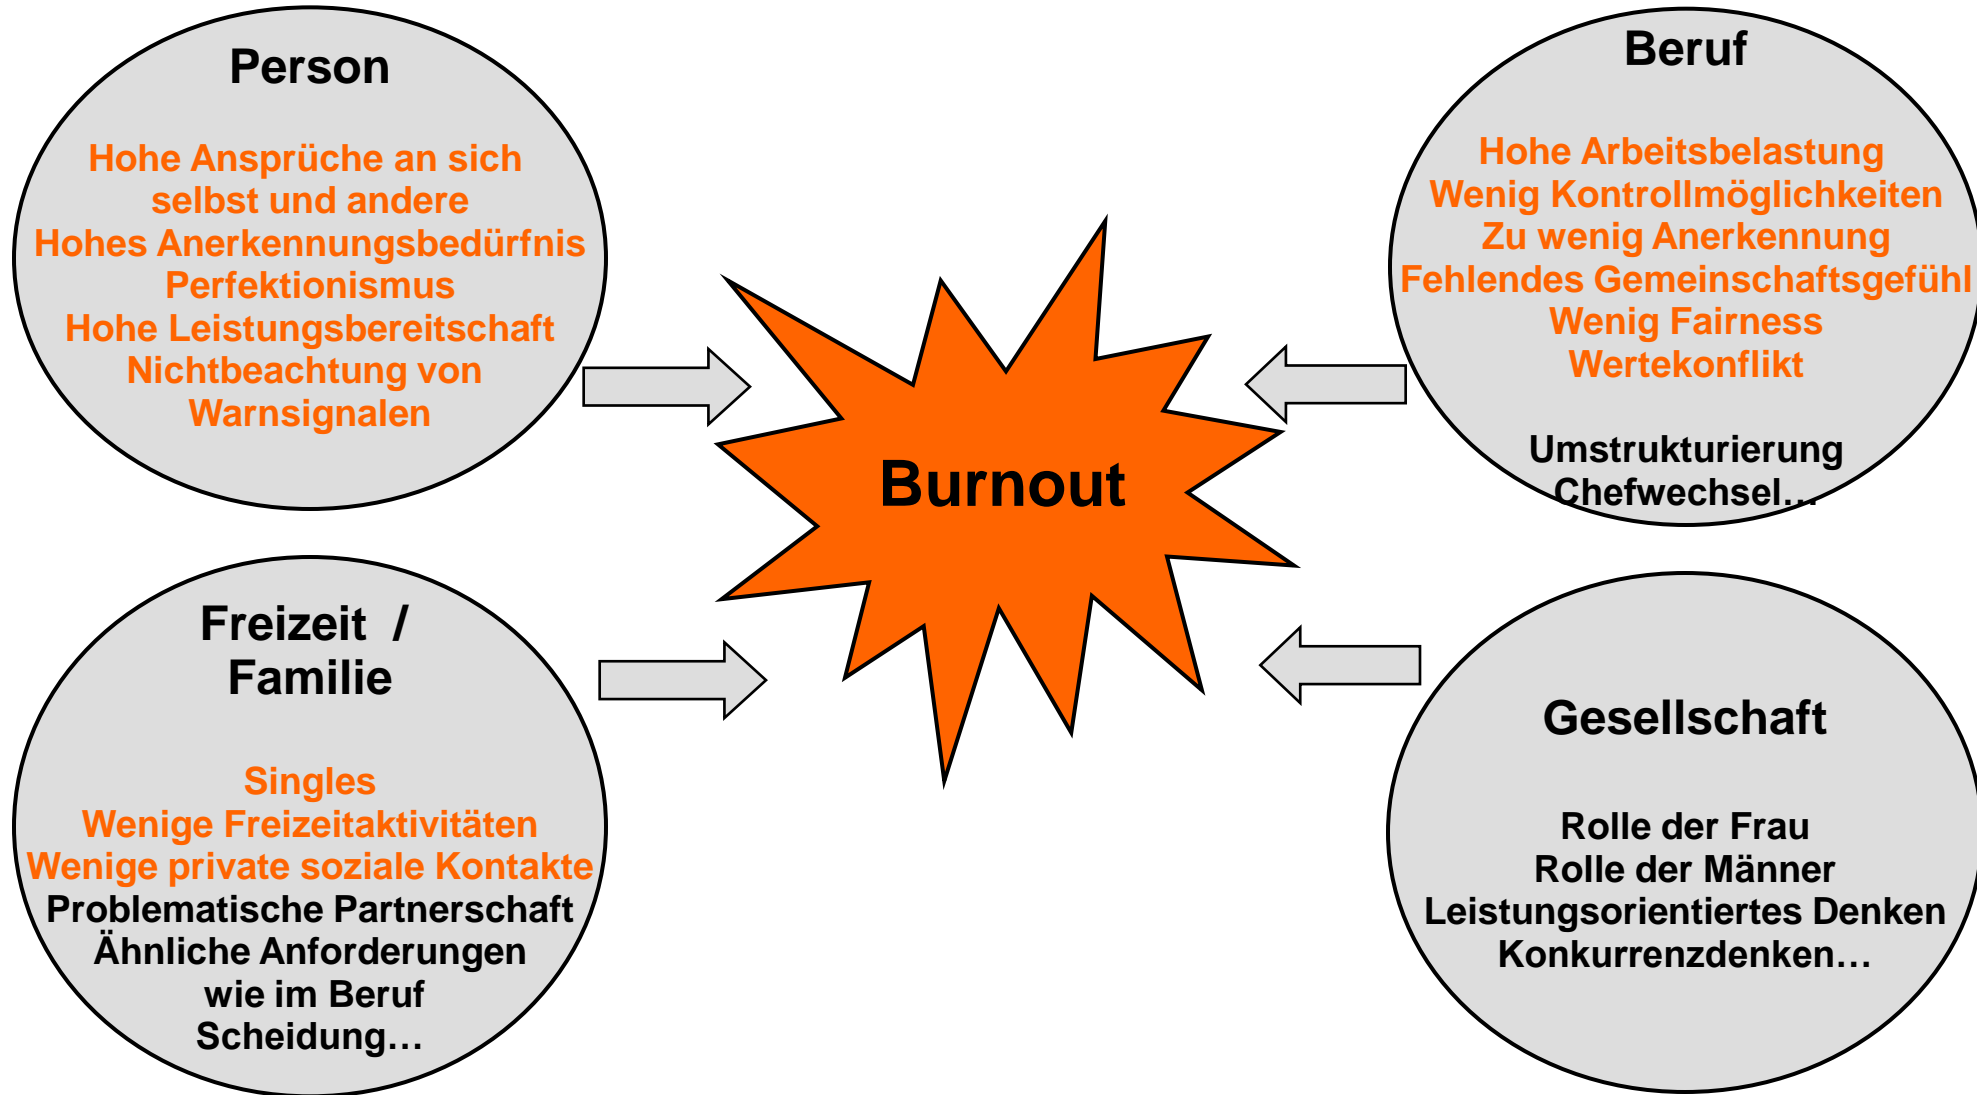 Person
Hohe Ansprüche an sich
selbst und andere
Hohes Anerkennungsbedürfnis
Perfektionismus
Hohe Leistungsbereitschaft
Nichtbeachtung von
Warnsignalen
Beruf
Hohe Arbeitsbelastung
Wenig Kontrollmöglichkeiten
Zu wenig Anerkennung
Fehlendes Gemeinschaftsgefühl
Wenig Fairness
Wertekonflikt
Umstrukturierung
Chefwechsel…
Burnout
Freizeit /
Familie
Singles
Wenige Freizeitaktivitäten
Wenige private soziale Kontakte
Problematische Partnerschaft
Ähnliche Anforderungen
wie im Beruf
Scheidung…
Gesellschaft
Rolle der Frau
Rolle der Männer
Leistungsorientiertes Denken
Konkurrenzdenken…